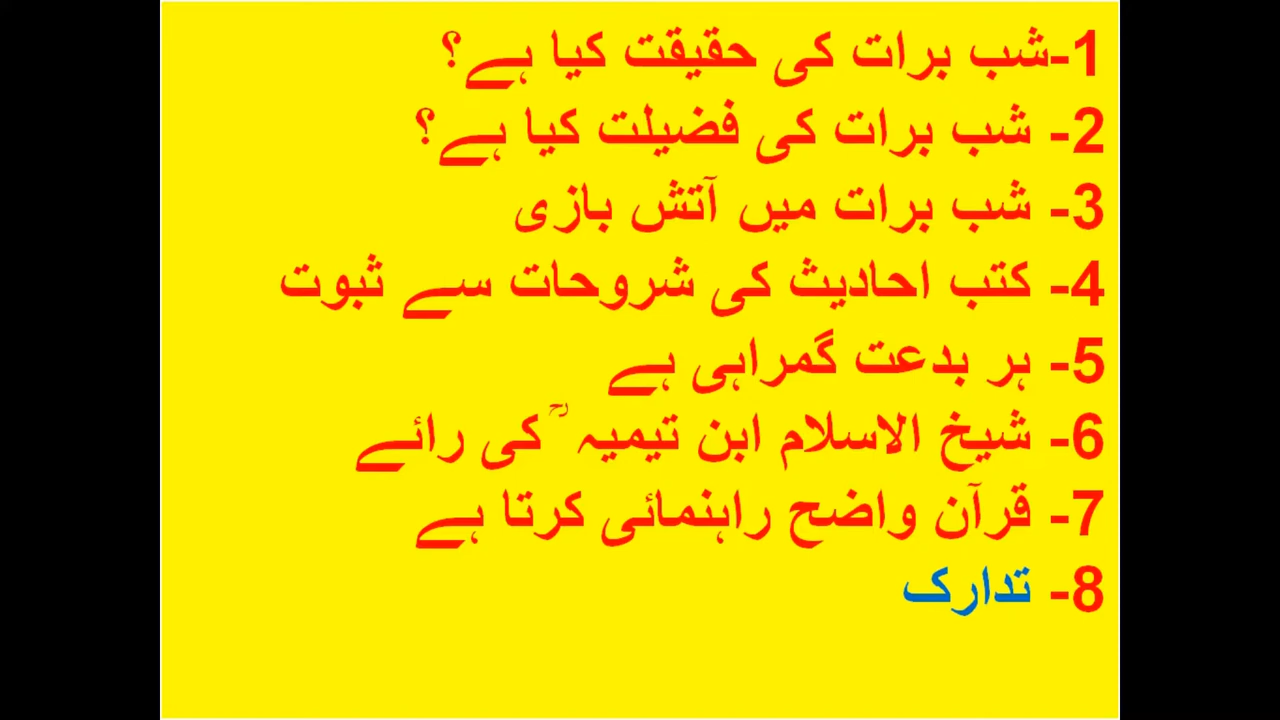 1-شب برات کی حقیقت کیا ہے؟
2- شب برات کی فضیلت کیا ہے؟
3- شب برات میں آتش بازی
4- کتب احادیث کی شروحات سے ثبوت
5- ہر بدعت گمراہی ہے
6- شیخ الاسلام ابن تیمیہ ؒ کی رائے
7- قرآن واضح راہنمائی کرتا ہے
8- تدارک